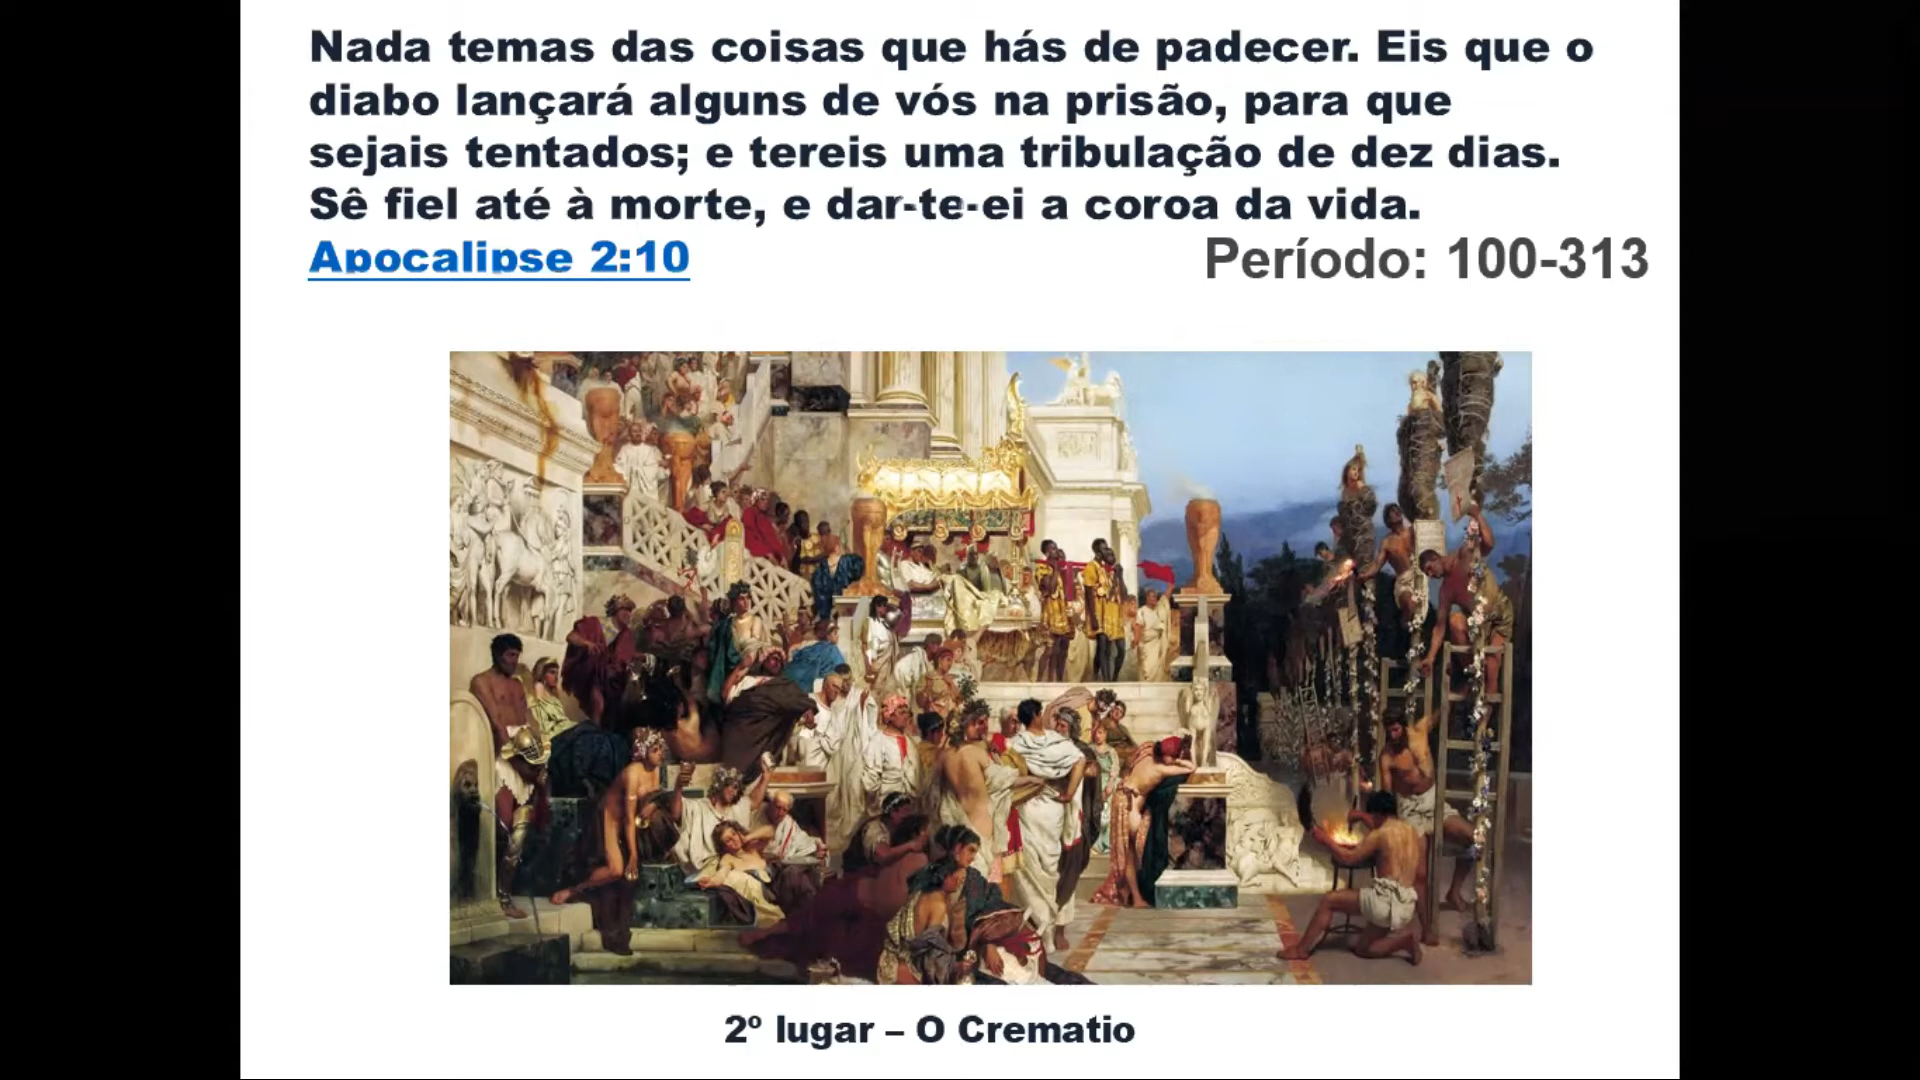 Nada temas das coisas que hás de padecer. Eis que o
diabo lançará alguns de vós na prisão, para que
sejais tentados; e tereis uma tribulação de dez dias.
Sê fiel até à morte, e dar-te-ei a coroa da vida.
Apocalipse 2:10
Período: 100-313
2º lugar – O Crematio